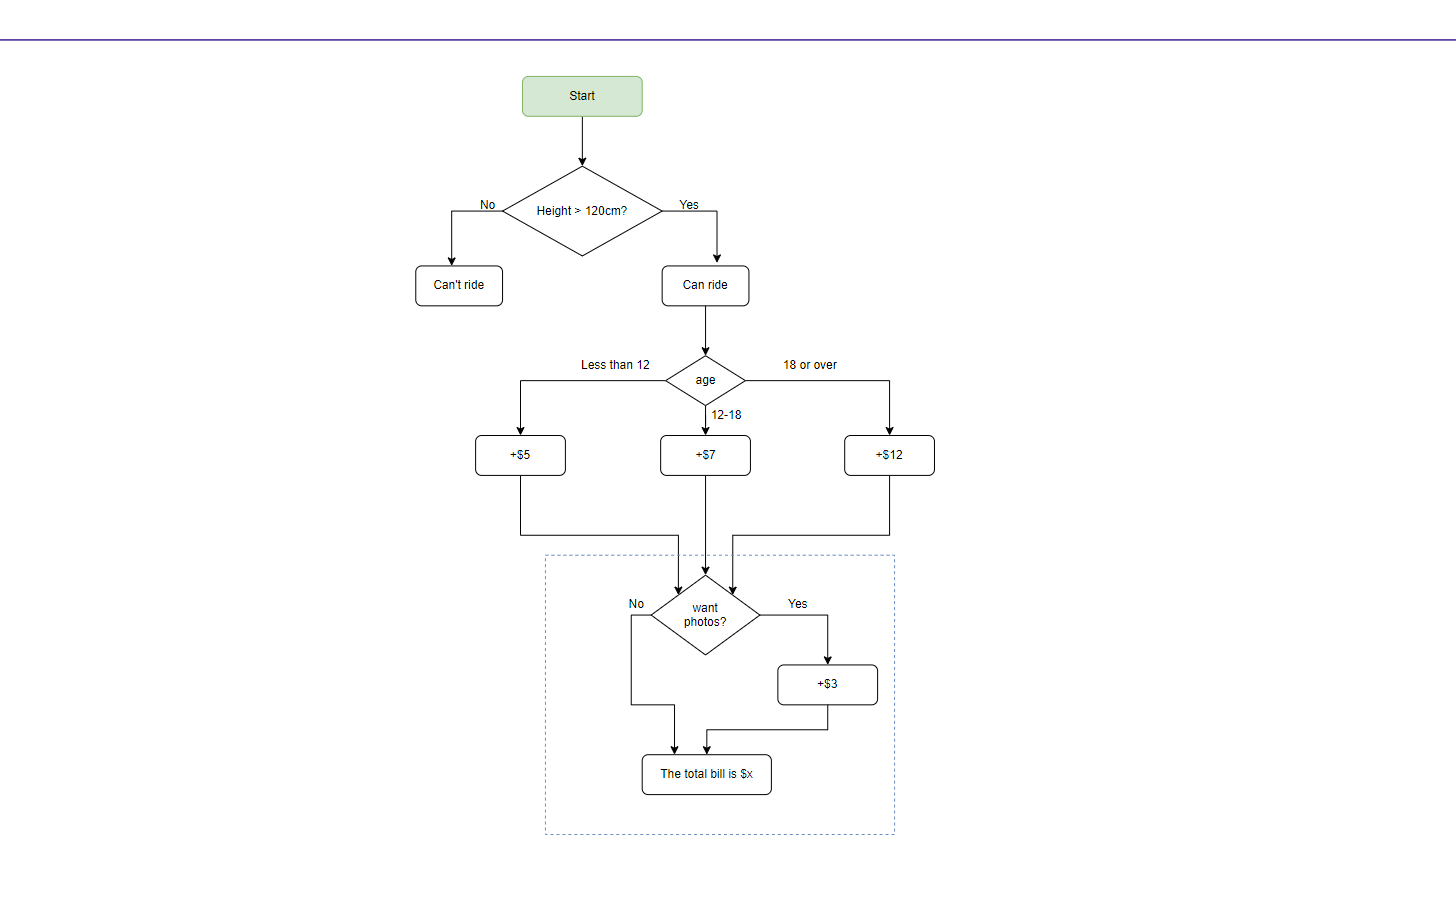 Start
Height > 120cm?
No
Yes
Can't ride
Can ride
Less than 12
age
18 or over
12-18
+$5
+$7
+$12
want
photos?
No
Yes
+$3
The total bill is $x